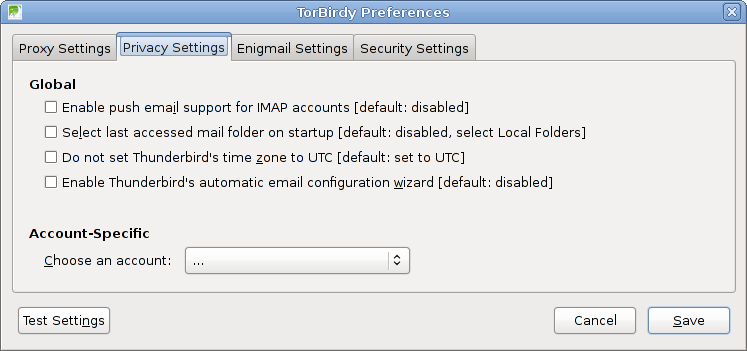 TorBirdy Preferences
Proxy Settings
Privacy Settings
Enigmail Settings
Security Settings
Global
Enable push email support for IMAP accounts [default: disabled]
Select last accessed mail folder on startup [default: disabled, select Local Folders]
Do not set Thunderbird's time zone to UTC [default: set to UTC]
Enable Thunderbird's automatic email configuration wizard [default: disabled]
Account-Specific
Choose an account: ...
Test Settings
Cancel
Save